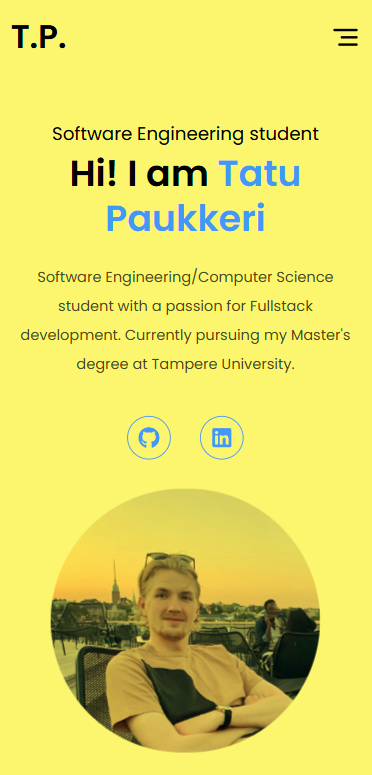 T.P.
Software Engineering student
Hi! I am Tatu
Paukkeri
Software Engineering/Computer Science
student with a passion for Fullstack
development. Currently pursuing my Master's
degree at Tampere University.
in